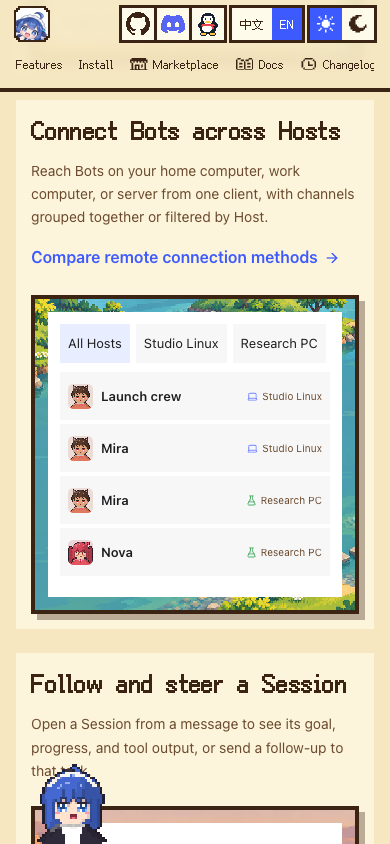 中文 EN
Features Install Marketplace Docs Changelog
Connect Bots across Hosts
Reach Bots on your home computer, work
computer, or server from one client, with channels
grouped together or filtered by Host.
Compare remote connection methods →
All Hosts Studio Linux Research PC
Launch crew Studio Linux
Mira Studio Linux
Mira Research PC
Nova Research PC
Follow and steer a Session
Open a Session from a message to see its goal,
progress, and tool output, or send a follow-up to
that